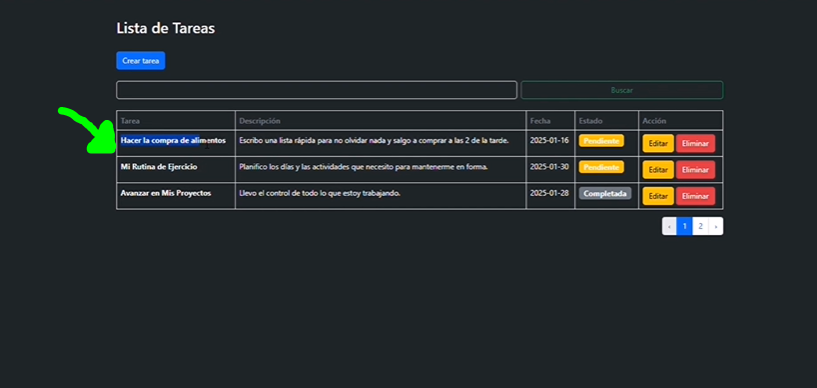 Lista de Tareas
Crear tarea
Buscar
Tarea Descripción Fecha Estado Acción
Hacer la compra de alimentos Escribo una lista rápida para no olvidar nada y salgo a comprar a las 2 de la tarde. 2025-01-16 Pendiente Editar Eliminar
Mi Rutina de Ejercicio Planifico los días y las actividades que necesito para mantenerme en forma. 2025-01-30 Pendiente Editar Eliminar
Avanzar en Mis Proyectos Llevo el control de todo lo que estoy trabajando. 2025-01-28 Completada Editar Eliminar
‹ 1 2 ›